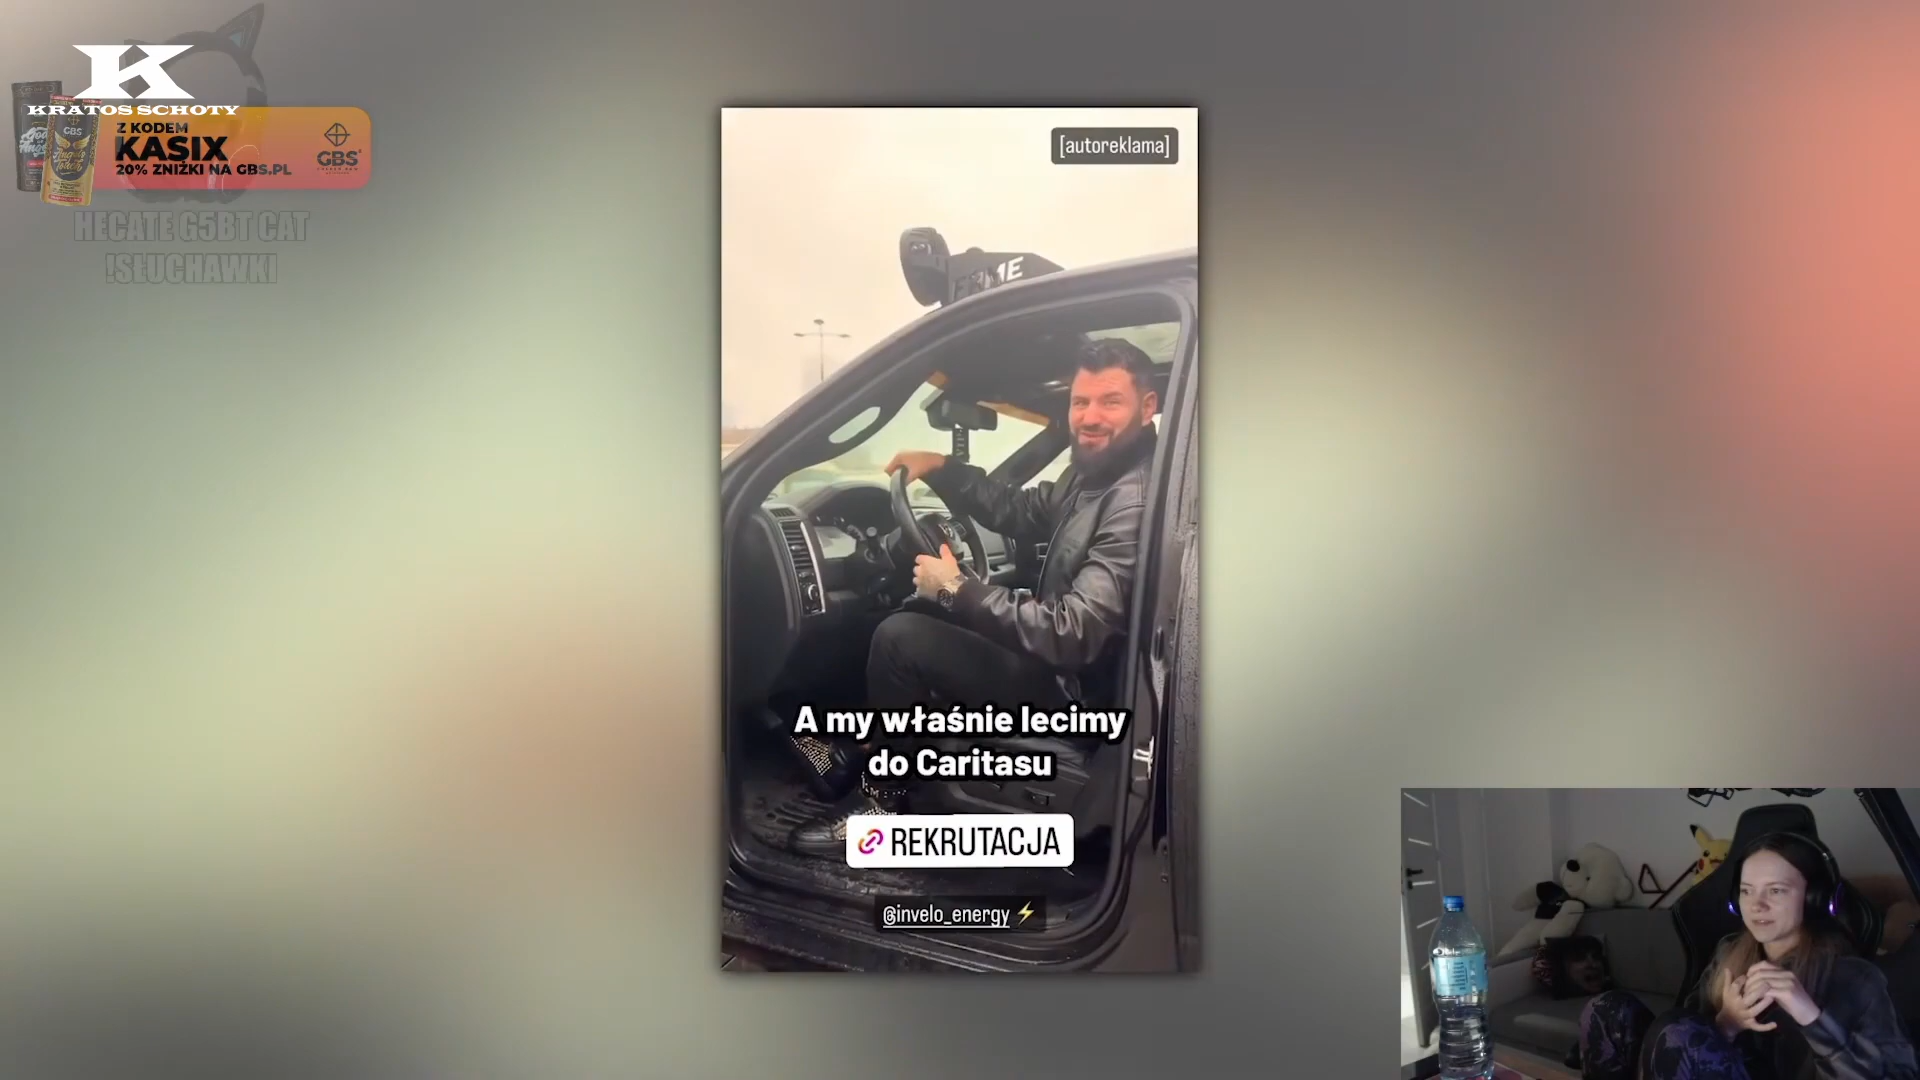 K
KRATOS SCHOTY
Z KODEM
KASIX
20% ZNIŻKI NA GBS.PL
GBS
GBS
HECATE G5BT CAT
!SŁUCHAWKI
[autoreklama]
A my właśnie lecimy
do Caritasu
REKRUTACJA
@invelo_energy